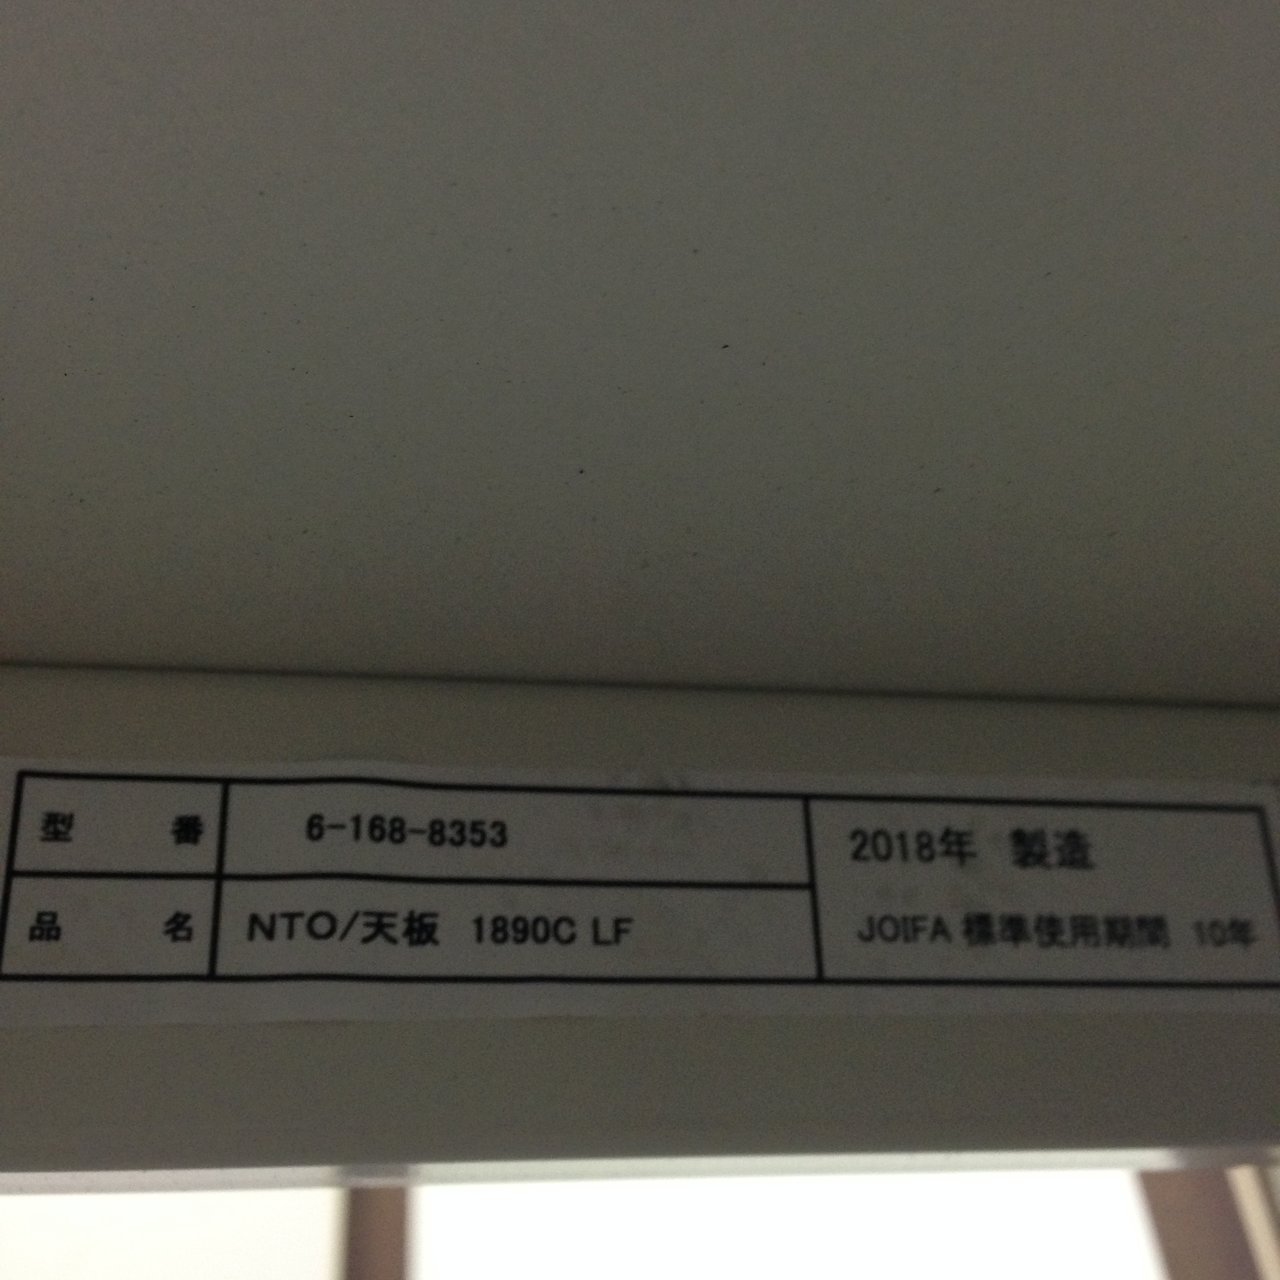 型番 6-168-8353
品名 NTO/天板 1890C LF
2018年 製造
JOIFA 標準使用期間 10年